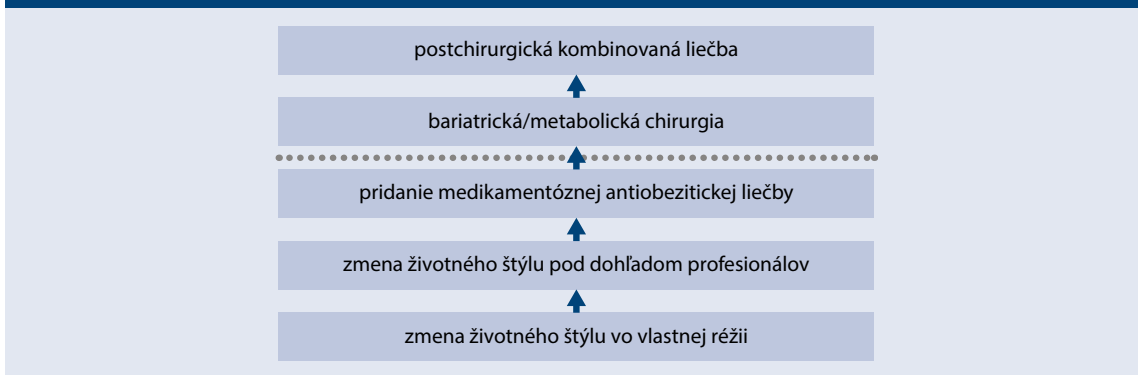 postchirurgická kombinovaná liečba
bariatrická/metabolická chirurgia
pridanie medikamentóznej antiobezitickej liečby
zmena životného štýlu pod dohľadom profesionálov
zmena životného štýlu vo vlastnej réžii